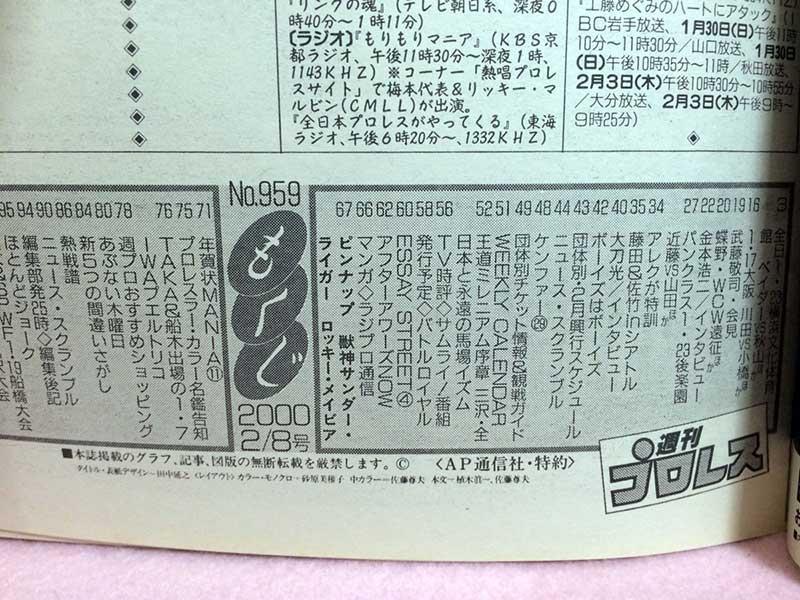 『リングの魂』(テレビ朝日系、深夜0
時40分〜1時11分)
〔ラジオ〕『もりもりマニア』(KBS京
都ラジオ、午後11時30分〜深夜1時、
1143KHZ)※コーナー「熱唱プロレ
スサイト」で梅本代表&リッキー・マ
ルビン(CMLL)が出演。
『全日本プロレスがやってくる』(東海
ラジオ、午後6時20分〜、1332KHZ)
『工藤めぐみのハートにアタック』(I
BC岩手放送、1月30日(日)午後11時
10分〜11時30分/山口放送、1月30日
(日)午後10時35分〜11時/秋田放送、
2月3日(木)午後10時30分〜10時55分
/大分放送、2月3日(木)午後9時〜
9時25分)
3
16 1・17大阪 川田vs小橋ほか
19 武藤敬司・会見
20 蝶野・WCW遠征ほか
22 金本浩二/インタビュー
27 パンクラス1・23後楽園
近藤vs山田ほか
34 アレクが特訓
35 藤田&佐竹inシアトル
40 大刀光・インタビュー
42 ボーイズはボーイズ
43 団体別・2月興行スケジュール
44 ニュース・スクランブル
48 ケンファー㉙
49 団体別チケット情報&観戦ガイド
51 WEEKLY CALENDAR
52 王道ミレニアム序章 三沢・全
日本と永遠の馬場イズム
56 TV時評◇サムライ!番組
58 発行予定◇バトルロイヤル
60 ESSAY STREET④
62 アフターアワーKNOW
66 マンガ◇ラジプロ通信
67 ピンナップ 獣神サンダー・
ライガー ロッキー・メイビア
No.959
もくじ
2000
2/8号
71 年賀状MANIA⑪
75 プロレスラー・カラー名鑑告知
76 TAKA&船木出場の1・7
IWAプエルトリコ
78 週プロおすすめショッピング
80 あぶない木曜日
84 新5つの間違いさがし
86 熱戦譜
90 ニュース・スクランブル
94 編集部発25時◇編集後記
95 ほとんどジョーク
WF1・19船橋大会
■本誌掲載のグラフ、記事、図版の無断転載を厳禁します。© 〈AP通信社・特約〉
週刊
プロレス